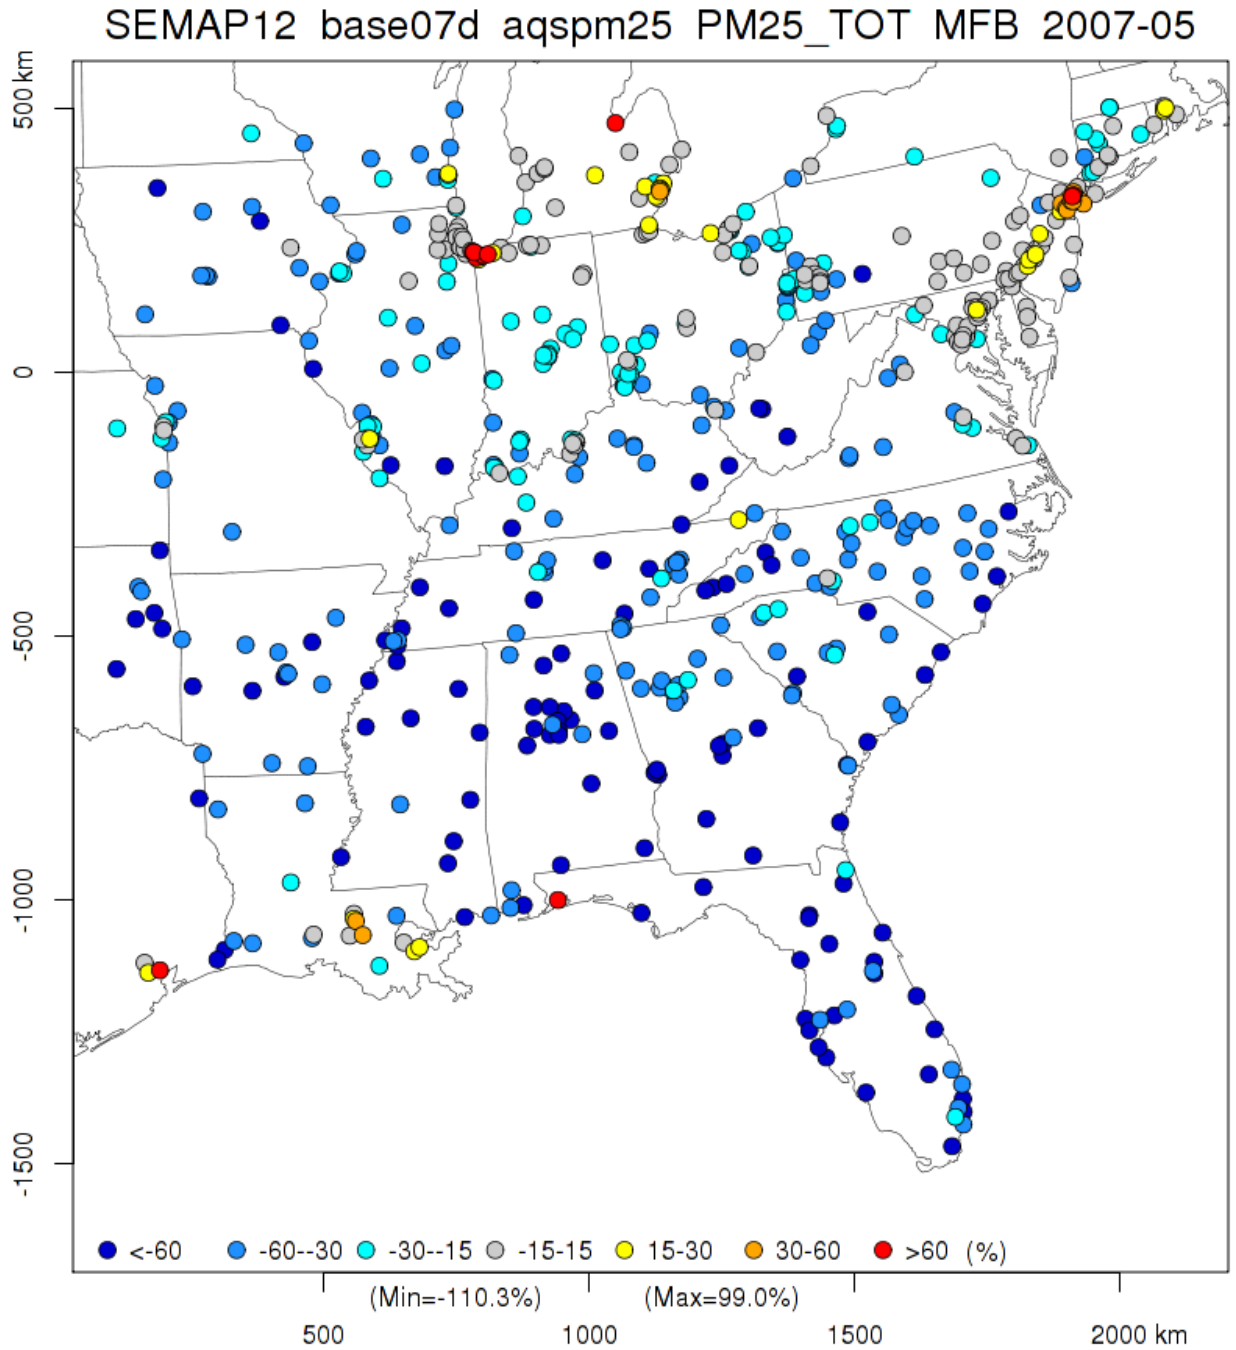 SEMAP12 base07d aqspm25 PM25_TOT MFB 2007-05
500 km
0
-500
-1000
-1500
<-60 -60--30 -30--15 -15-15 15-30 30-60 >60 (%)
(Min=-110.3%) (Max=99.0%)
500 1000 1500 2000 km